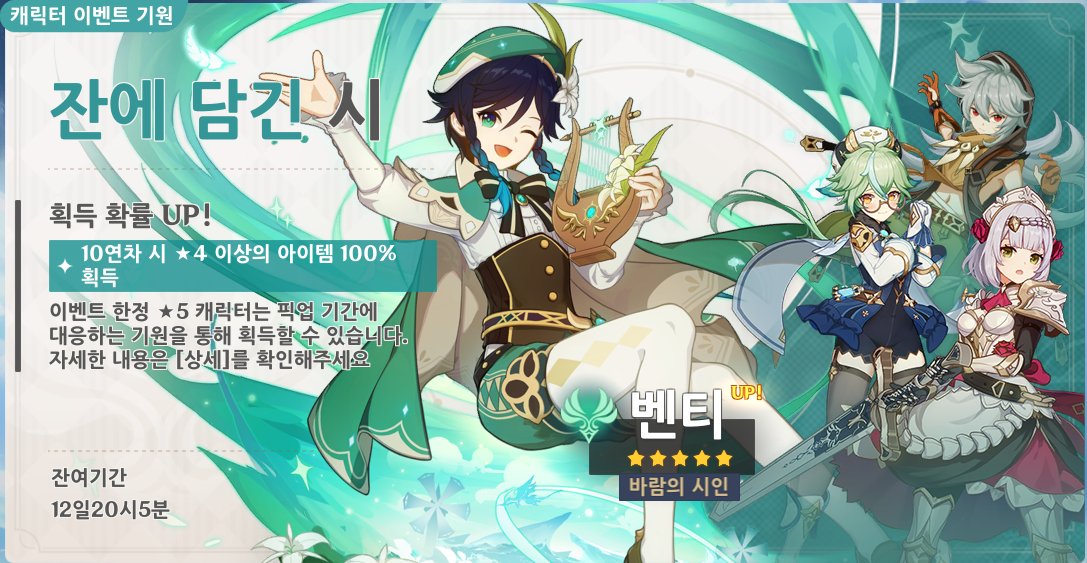 캐릭터 이벤트 기원
잔에 담긴 시
획득 확률 UP!
10연차 시 ★4 이상의 아이템 100%
획득
이벤트 한정 ★5 캐릭터는 픽업 기간에
대응하는 기원을 통해 획득할 수 있습니다.
자세한 내용은 [상세]를 확인해주세요
벤티 UP!
★★★★★
바람의 시인
잔여기간
12일20시5분